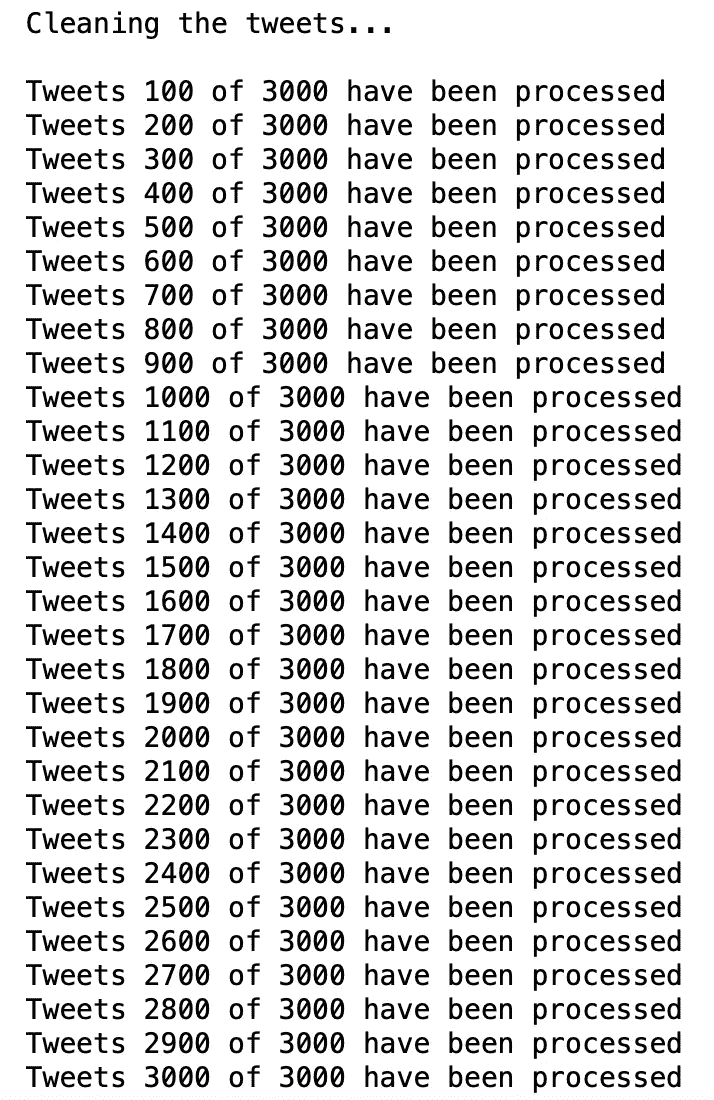 Cleaning the tweets...
Tweets 100 of 3000 have been processed
Tweets 200 of 3000 have been processed
Tweets 300 of 3000 have been processed
Tweets 400 of 3000 have been processed
Tweets 500 of 3000 have been processed
Tweets 600 of 3000 have been processed
Tweets 700 of 3000 have been processed
Tweets 800 of 3000 have been processed
Tweets 900 of 3000 have been processed
Tweets 1000 of 3000 have been processed
Tweets 1100 of 3000 have been processed
Tweets 1200 of 3000 have been processed
Tweets 1300 of 3000 have been processed
Tweets 1400 of 3000 have been processed
Tweets 1500 of 3000 have been processed
Tweets 1600 of 3000 have been processed
Tweets 1700 of 3000 have been processed
Tweets 1800 of 3000 have been processed
Tweets 1900 of 3000 have been processed
Tweets 2000 of 3000 have been processed
Tweets 2100 of 3000 have been processed
Tweets 2200 of 3000 have been processed
Tweets 2300 of 3000 have been processed
Tweets 2400 of 3000 have been processed
Tweets 2500 of 3000 have been processed
Tweets 2600 of 3000 have been processed
Tweets 2700 of 3000 have been processed
Tweets 2800 of 3000 have been processed
Tweets 2900 of 3000 have been processed
Tweets 3000 of 3000 have been processed